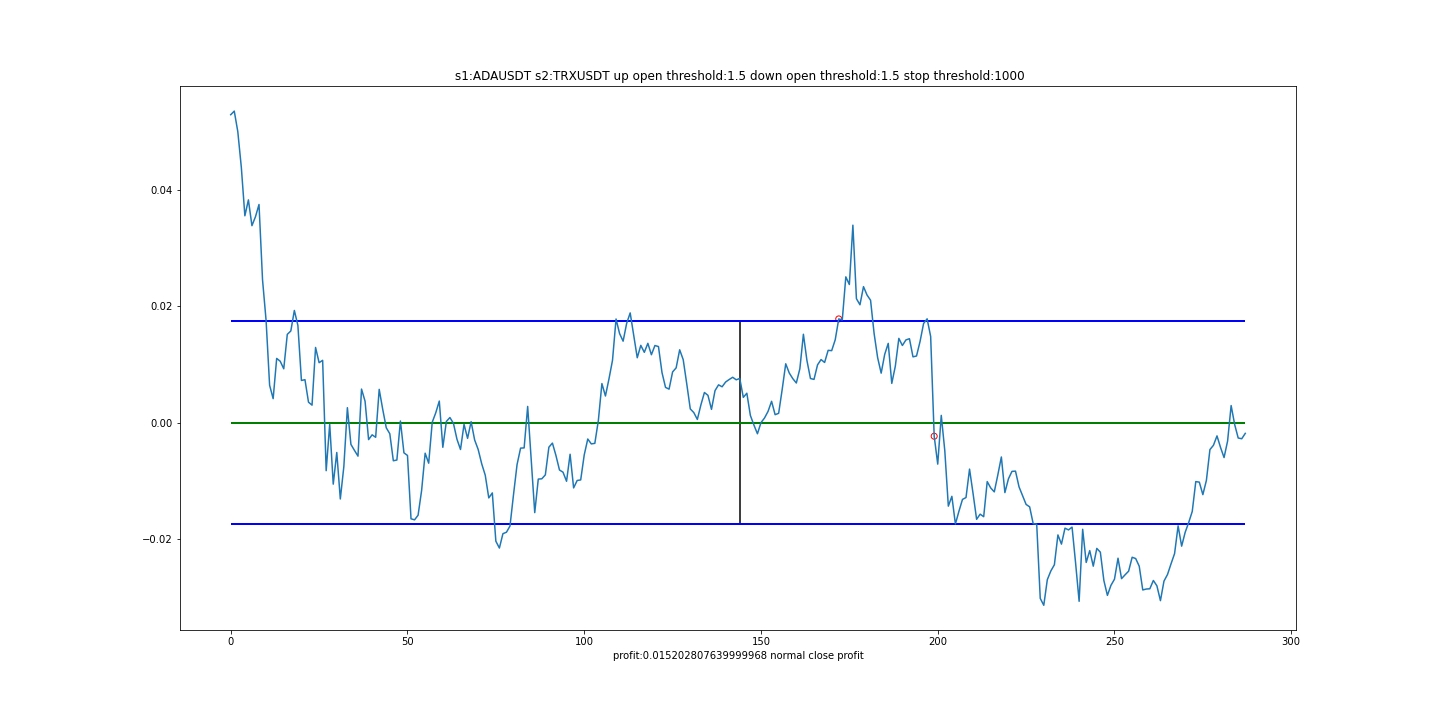 s1:ADAUSDT s2:TRXUSDT up open threshold:1.5 down open threshold:1.5 stop threshold:1000
0.04
0.02
0.00
−0.02
0 50 100 150 200 250 300
profit:0.015202807639999968 normal close profit